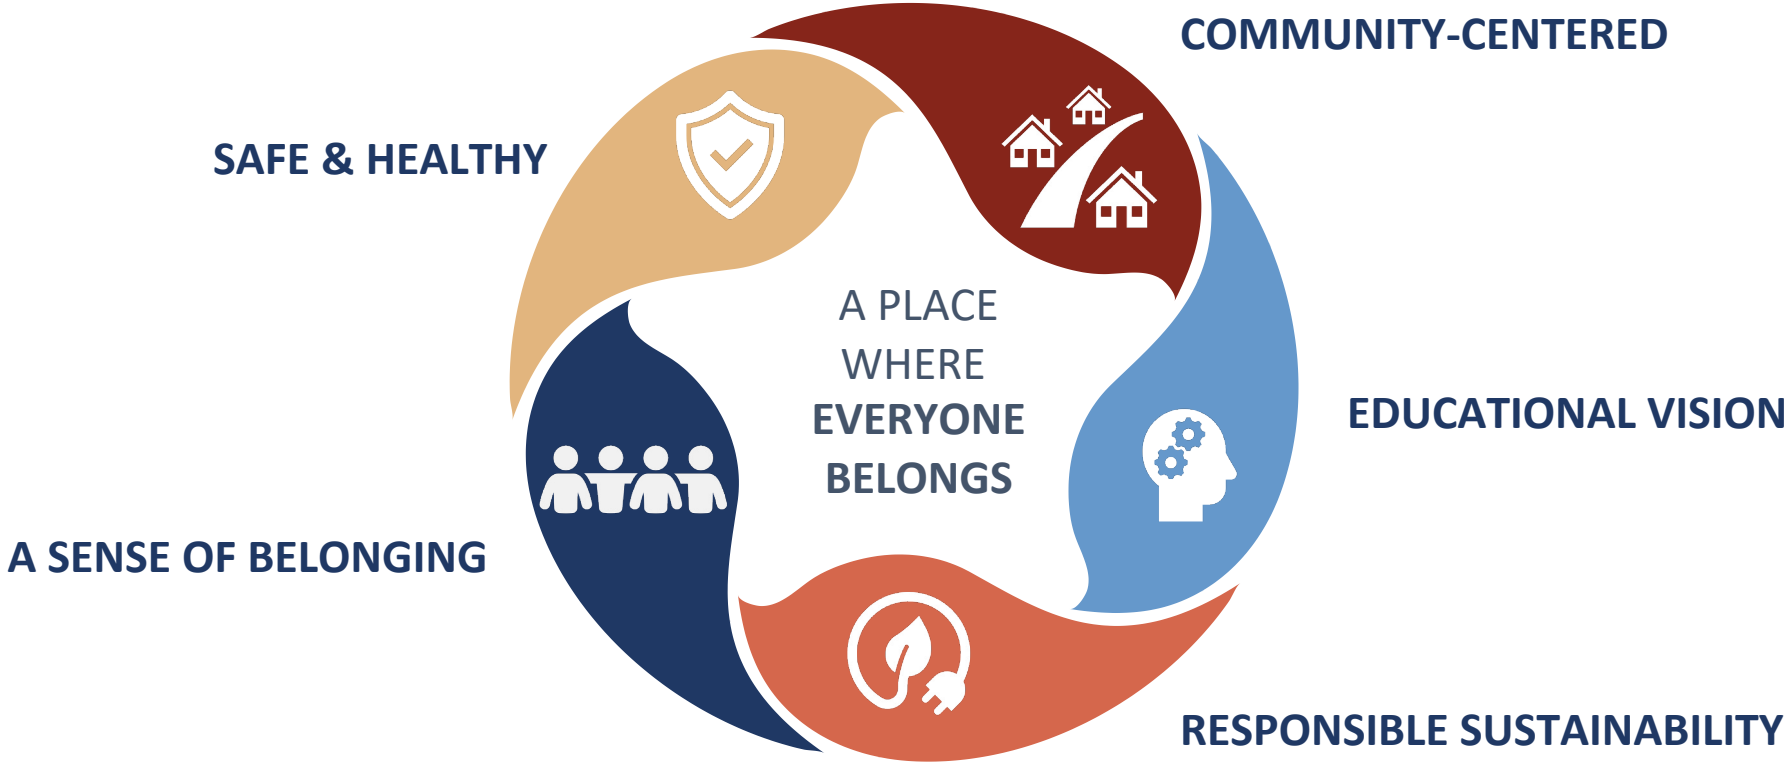 COMMUNITY-CENTERED
SAFE & HEALTHY
A PLACE
WHERE
EVERYONE
BELONGS
EDUCATIONAL VISION
A SENSE OF BELONGING
RESPONSIBLE SUSTAINABILITY